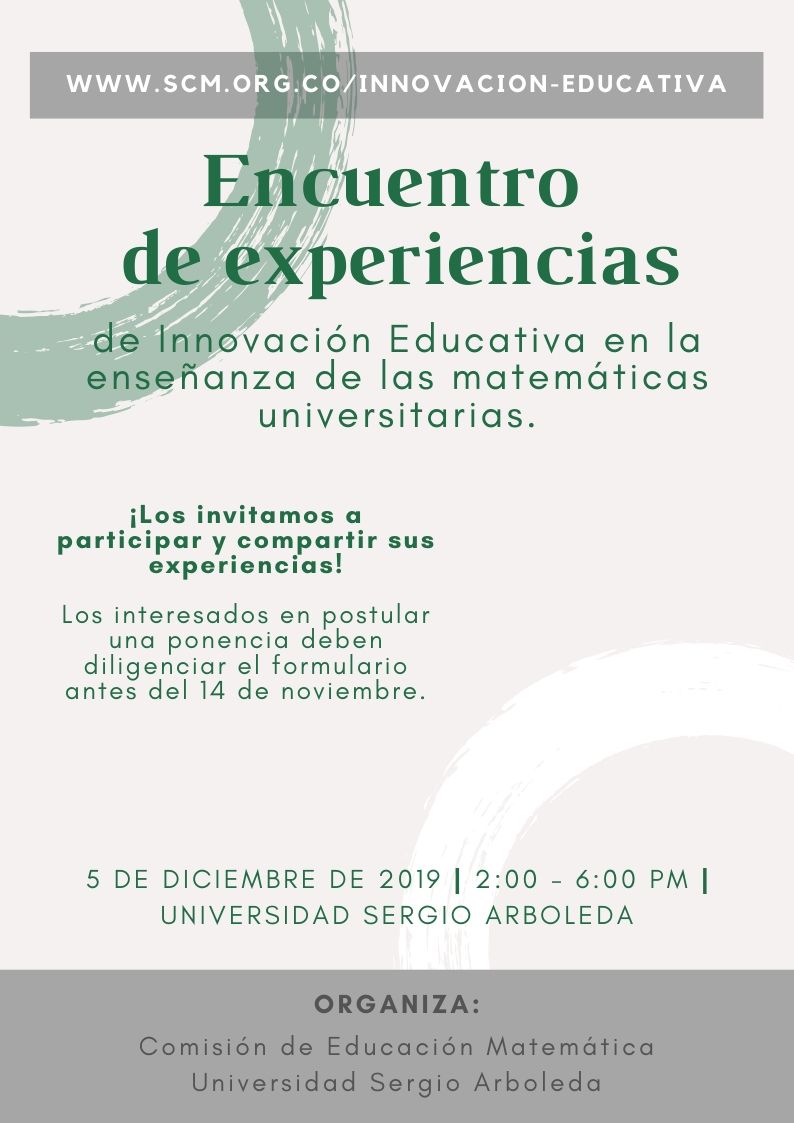 WWW.SCM.ORG.CO/INNOVACION-EDUCATIVA
Encuentro
de experiencias
de Innovación Educativa en la
enseñanza de las matemáticas
universitarias.
¡Los invitamos a
participar y compartir sus
experiencias!
Los interesados en postular
una ponencia deben
diligenciar el formulario
antes del 14 de noviembre.
5 DE DICIEMBRE DE 2019 | 2:00 - 6:00 PM |
UNIVERSIDAD SERGIO ARBOLEDA
ORGANIZA:
Comisión de Educación Matemática
Universidad Sergio Arboleda